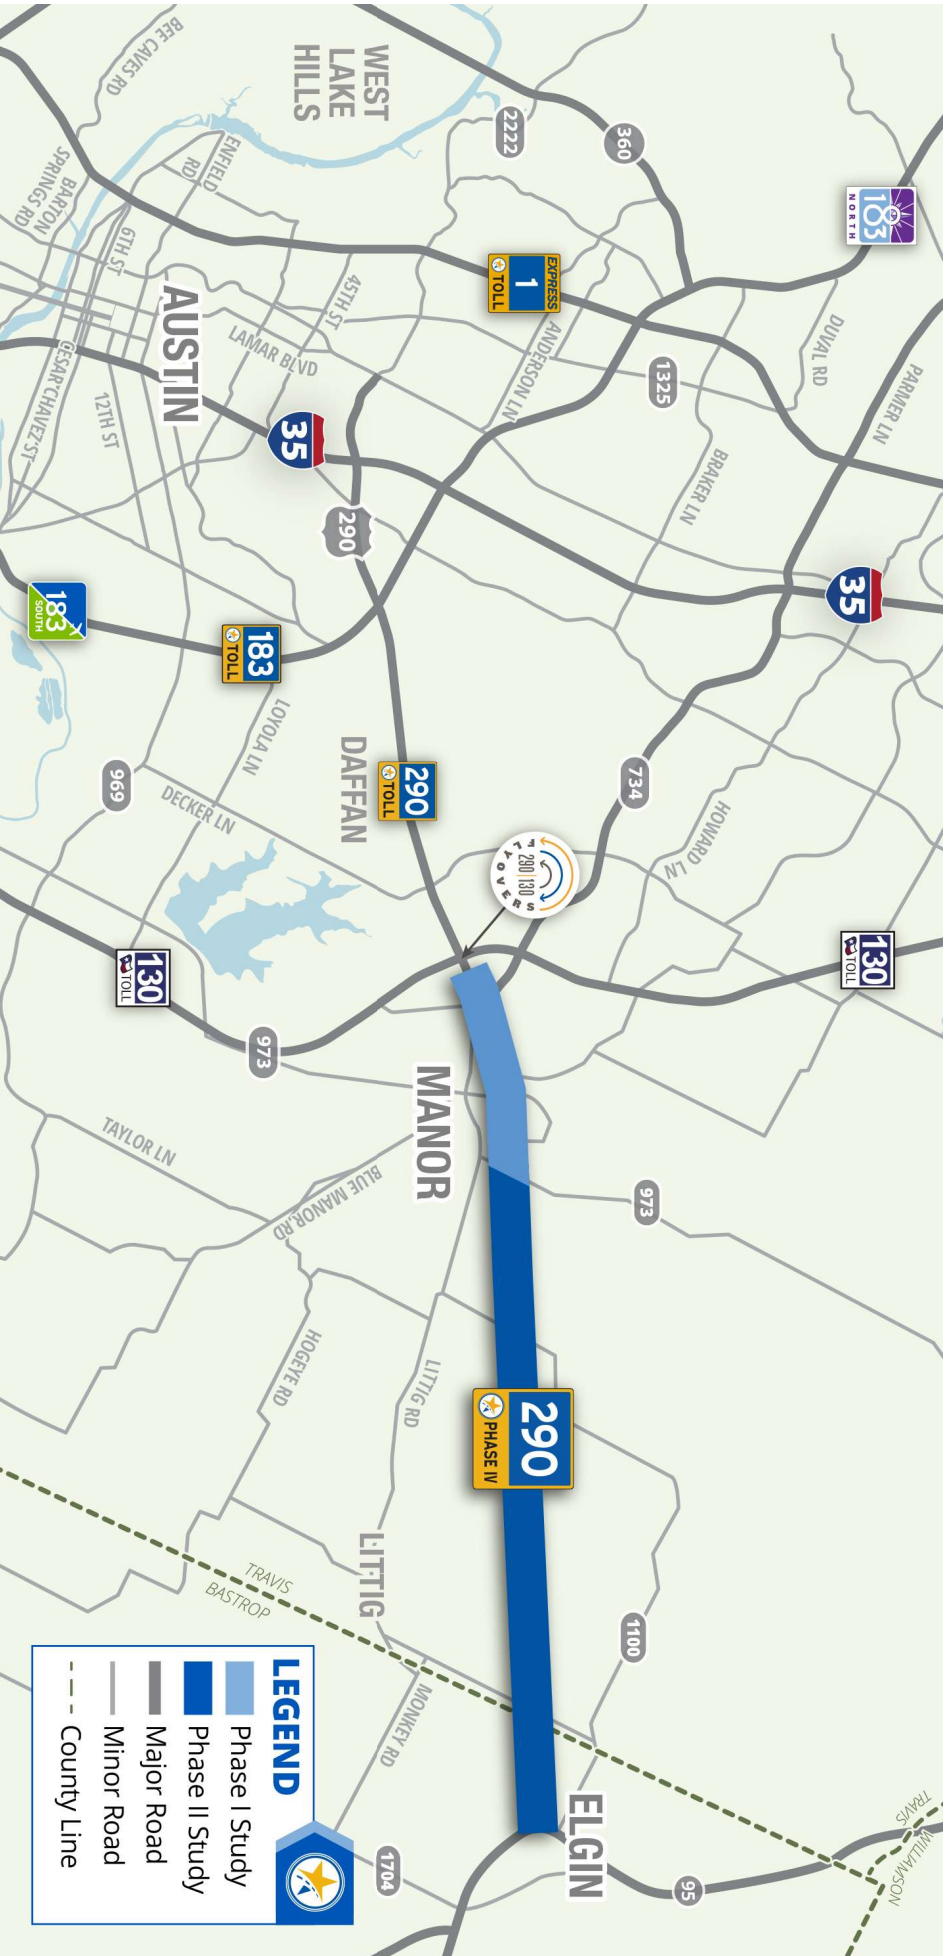 BEE CAVES RD
WEST
LAKE
HILLS
2222
360
183
NORTH
ENFIELD
RD
BARTON
SPRINGS RD
6TH ST
EXPRESS
1
TOLL
45TH ST
AUSTIN
LAMAR BLVD
ANDERSON LN
1325
DUVAL RD
PARMER LN
CESAR CHAVEZ ST
12TH ST
35
BRAKER LN
290
35
183
SOUTH
183
TOLL
LOYOLA LN
DAFFAN
290
TOLL
734
HOWARD LN
969
DECKER LN
290 130
FLYOVERS
130
TOLL
130
TOLL
973
MANOR
TAYLOR LN
BLUE MANOR RD
973
HOGEYE RD
LITTIG RD
290
PHASE IV
LITTIG
TRAVIS
BASTROP
1100
MONKEY RD
ELGIN
TRAVIS
WILLIAMSON
95
1704
LEGEND
Phase I Study
Phase II Study
Major Road
Minor Road
County Line